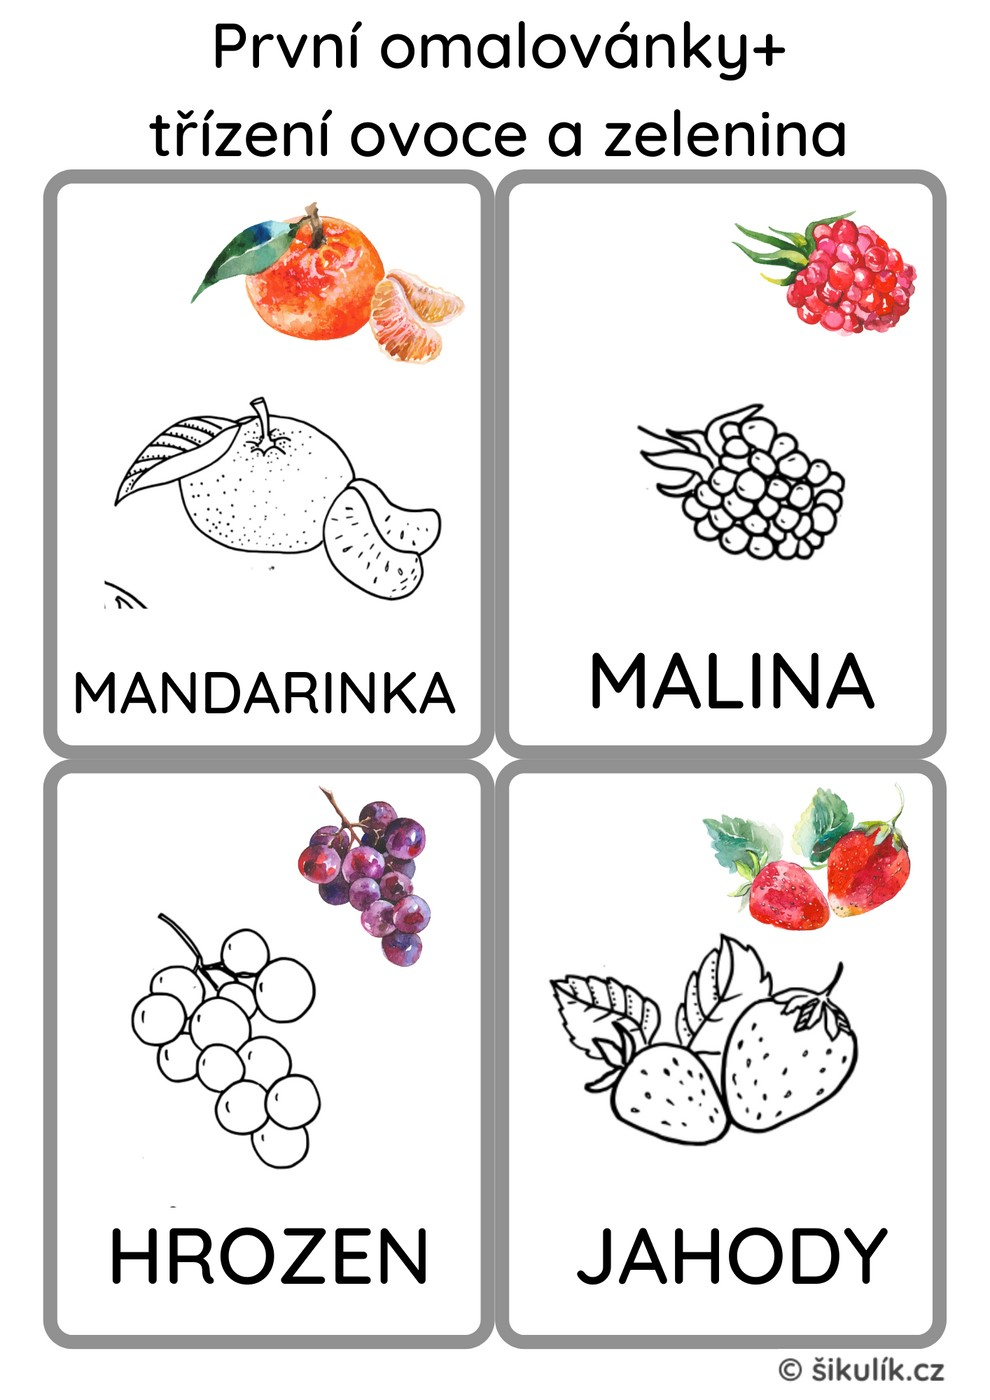 První omalovánky+
třízení ovoce a zelenina
MANDARINKA
MALINA
HROZEN
JAHODY
© šikulík.cz